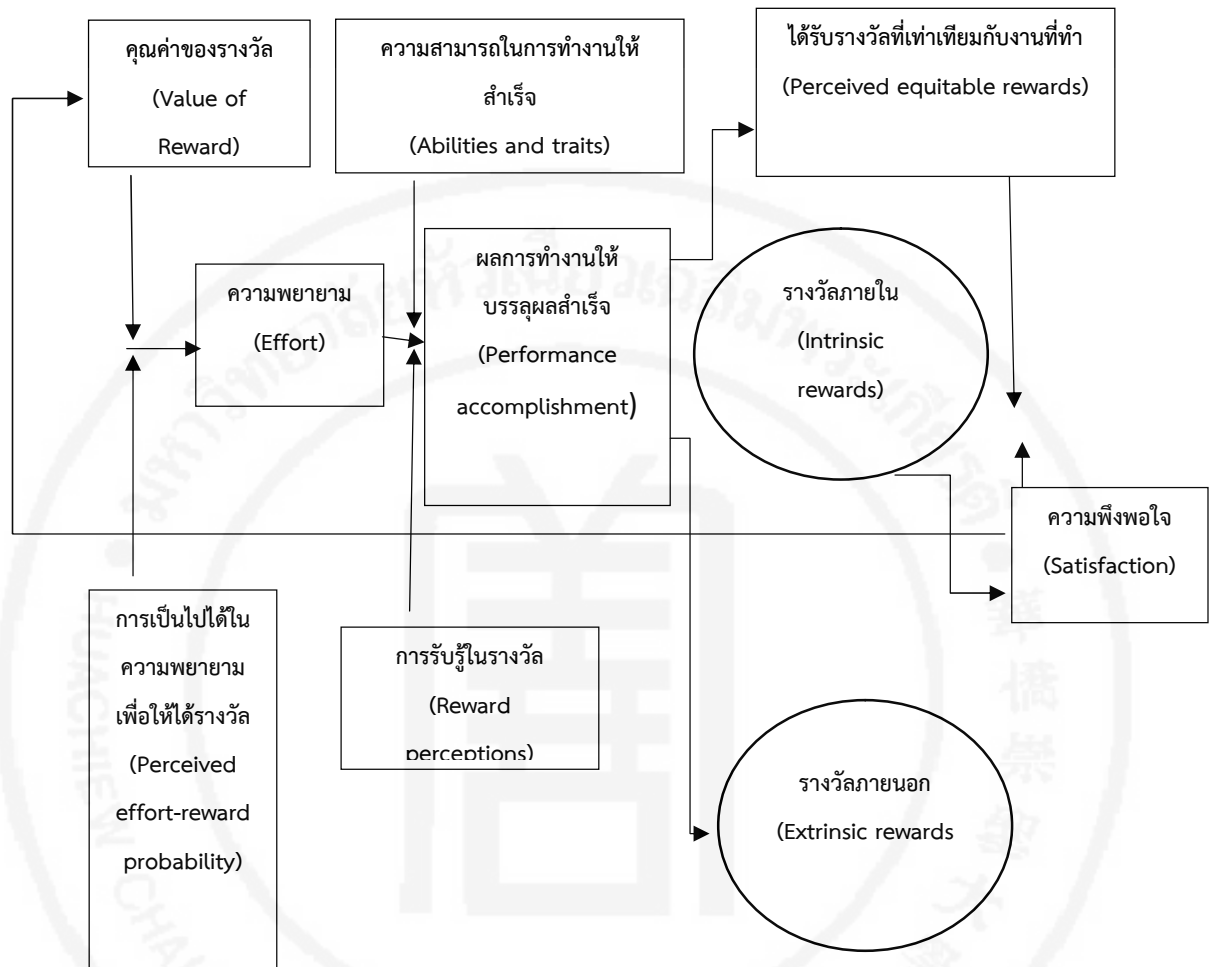 คุณค่าของรางวัล
(Value of
Reward)
ความสามารถในการทำงานให้
สำเร็จ
(Abilities and traits)
ได้รับรางวัลที่เท่าเทียมกับงานที่ทำ
(Perceived equitable rewards)
ความพยายาม
(Effort)
ผลการทำงานให้
บรรลุผลสำเร็จ
(Performance
accomplishment)
รางวัลภายใน
(Intrinsic
rewards)
ความพึงพอใจ
(Satisfaction)
การเป็นไปได้ใน
ความพยายาม
เพื่อให้ได้รางวัล
(Perceived
effort-reward
probability)
การรับรู้ในรางวัล
(Reward
perceptions)
รางวัลภายนอก
(Extrinsic rewards